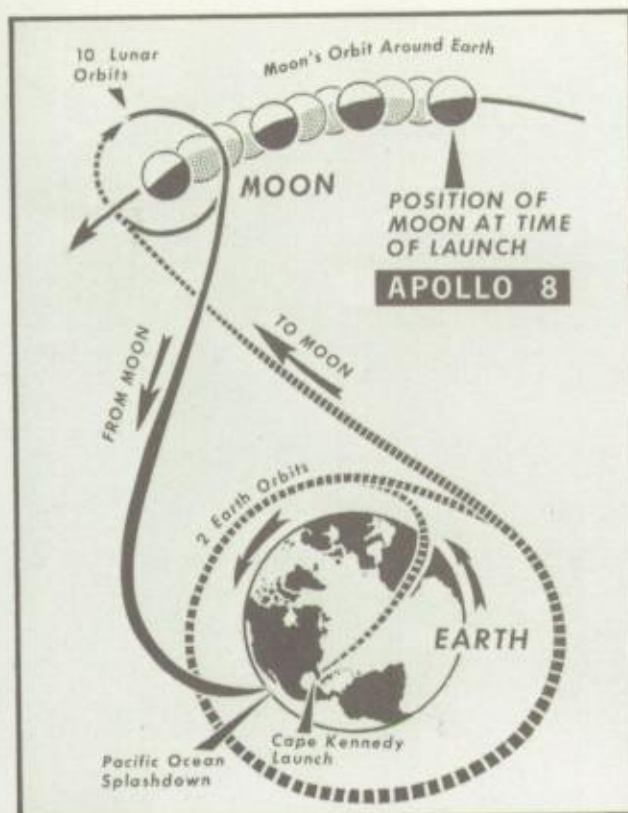 10 Lunar
Orbits
Moon's Orbit Around Earth
MOON
POSITION OF
MOON AT TIME
OF LAUNCH
APOLLO 8
TO MOON
FROM MOON
2 Earth Orbits
EARTH
Cape Kennedy
Launch
Pacific Ocean
Splashdown